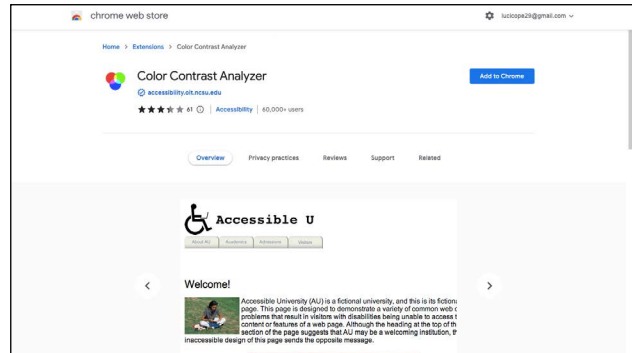 chrome web store
lucicope29@gmail.com
Home > Extensions > Color Contrast Analyzer
Color Contrast Analyzer
Add to Chrome
accessibility.oit.ncsu.edu
61 | Accessibility | 60,000+ users
Overview Privacy practices Reviews Support Related
Accessible U
About AU Academics Admissions Visitors
Welcome!
Accessible University (AU) is a fictional university, and this is its fictiona
page. This page is designed to demonstrate a variety of common web d
problems that result in visitors with disabilities being unable to access t
content or features of a web page. Although the heading at the top of th
section of the page suggests that AU may be a welcoming institution, th
inaccessible design of this page sends the opposite message.